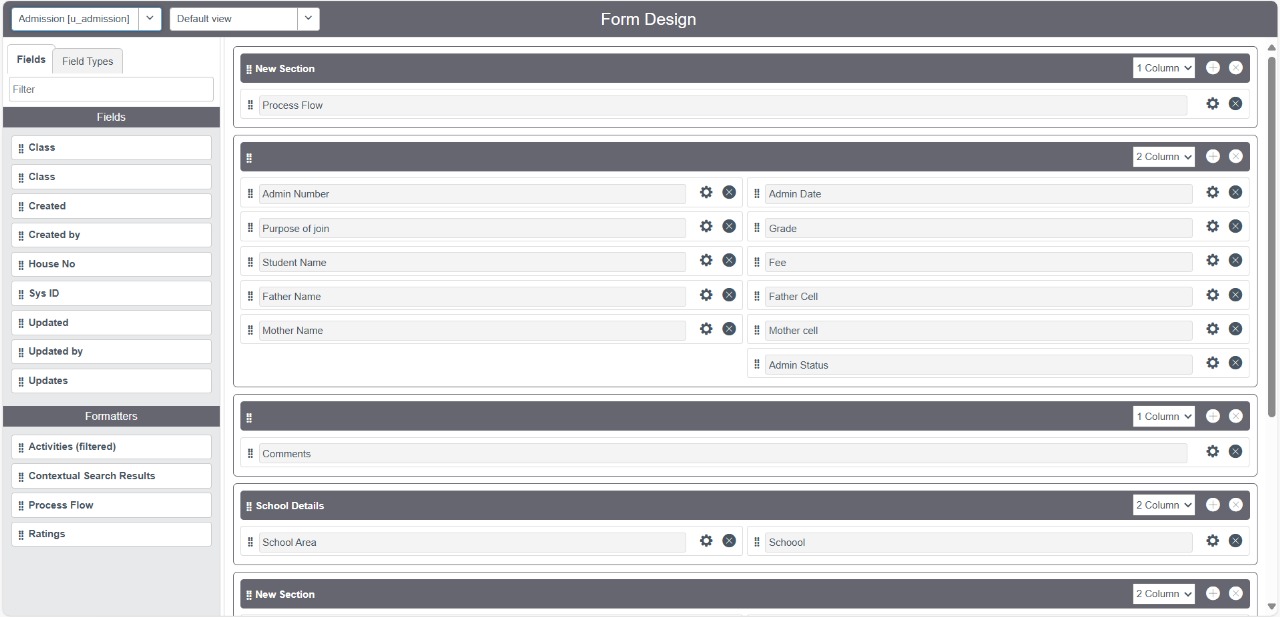 Admission [u_admission]
Default view
Form Design
Fields
Field Types
Filter
Fields
Class
Class
Created
Created by
House No
Sys ID
Updated
Updated by
Updates
Formatters
Activities (filtered)
Contextual Search Results
Process Flow
Ratings
New Section
1 Column
Process Flow
2 Column
Admin Number
Admin Date
Purpose of join
Grade
Student Name
Fee
Father Name
Father Cell
Mother Name
Mother cell
Admin Status
1 Column
Comments
School Details
2 Column
School Area
Schoool
New Section
2 Column